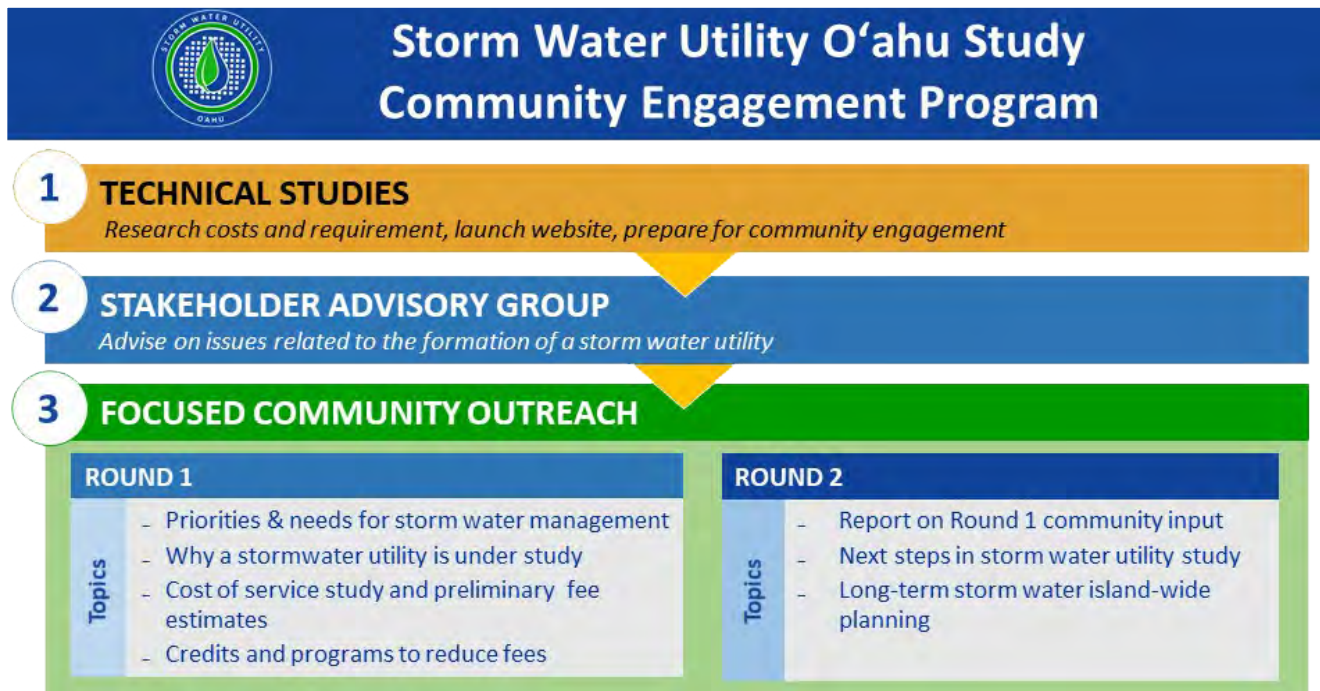 STORM WATER UTILITY
OAHU
Storm Water Utility Oʻahu Study
Community Engagement Program
1
TECHNICAL STUDIES
Research costs and requirement, launch website, prepare for community engagement
2
STAKEHOLDER ADVISORY GROUP
Advise on issues related to the formation of a storm water utility
3
FOCUSED COMMUNITY OUTREACH
ROUND 1
Topics
- Priorities & needs for storm water management
- Why a stormwater utility is under study
- Cost of service study and preliminary fee
estimates
- Credits and programs to reduce fees
ROUND 2
Topics
- Report on Round 1 community input
- Next steps in storm water utility study
- Long-term storm water island-wide
planning